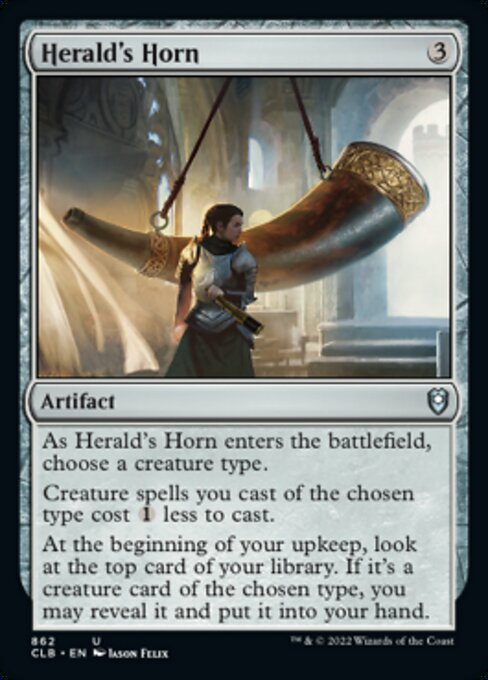 Herald's Horn 3
Artifact
As Herald's Horn enters the battlefield,
choose a creature type.
Creature spells you cast of the chosen
type cost 1 less to cast.
At the beginning of your upkeep, look
at the top card of your library. If it's a
creature card of the chosen type, you
may reveal it and put it into your hand.
862 U
CLB • EN Jason Felix
™ & © 2022 Wizards of the Coast